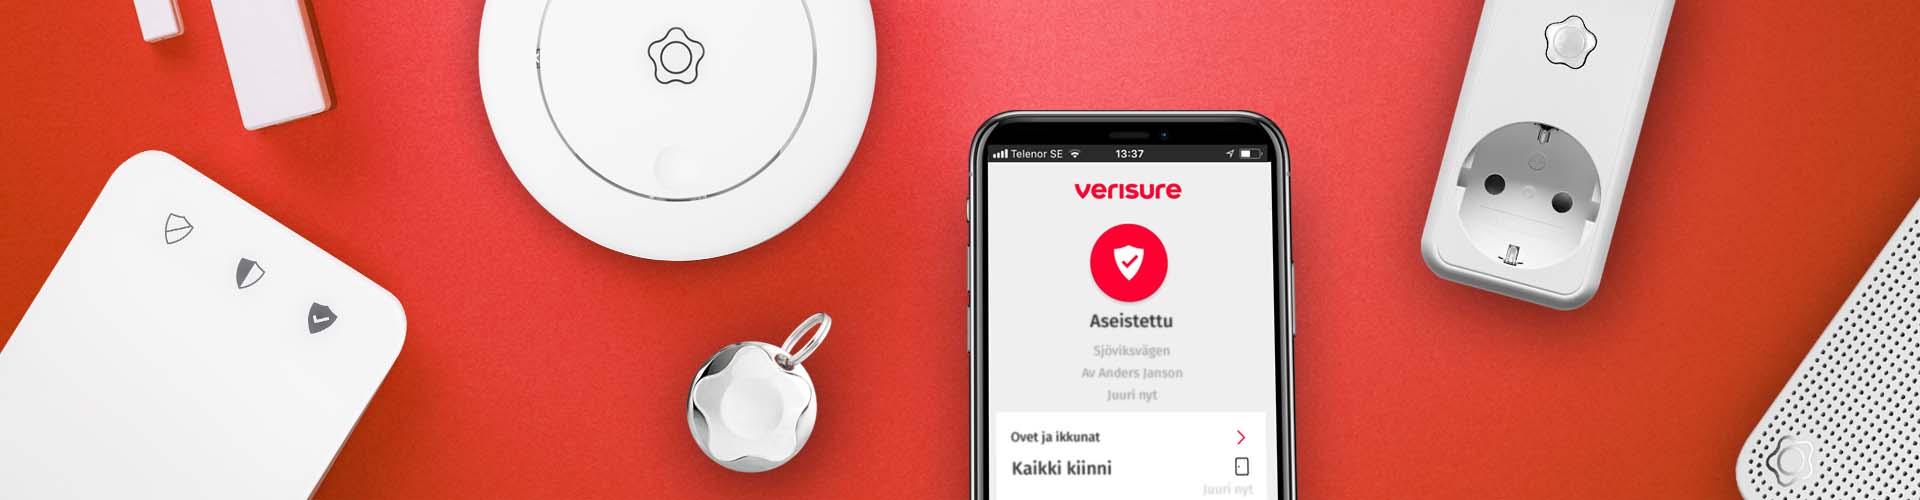 Telenor SE 13:37
verisure
Aseistettu
Sjöviksvägen
Av Anders Janson
Juuri nyt
Ovet ja ikkunat
Kaikki kiinni
Juuri nyt